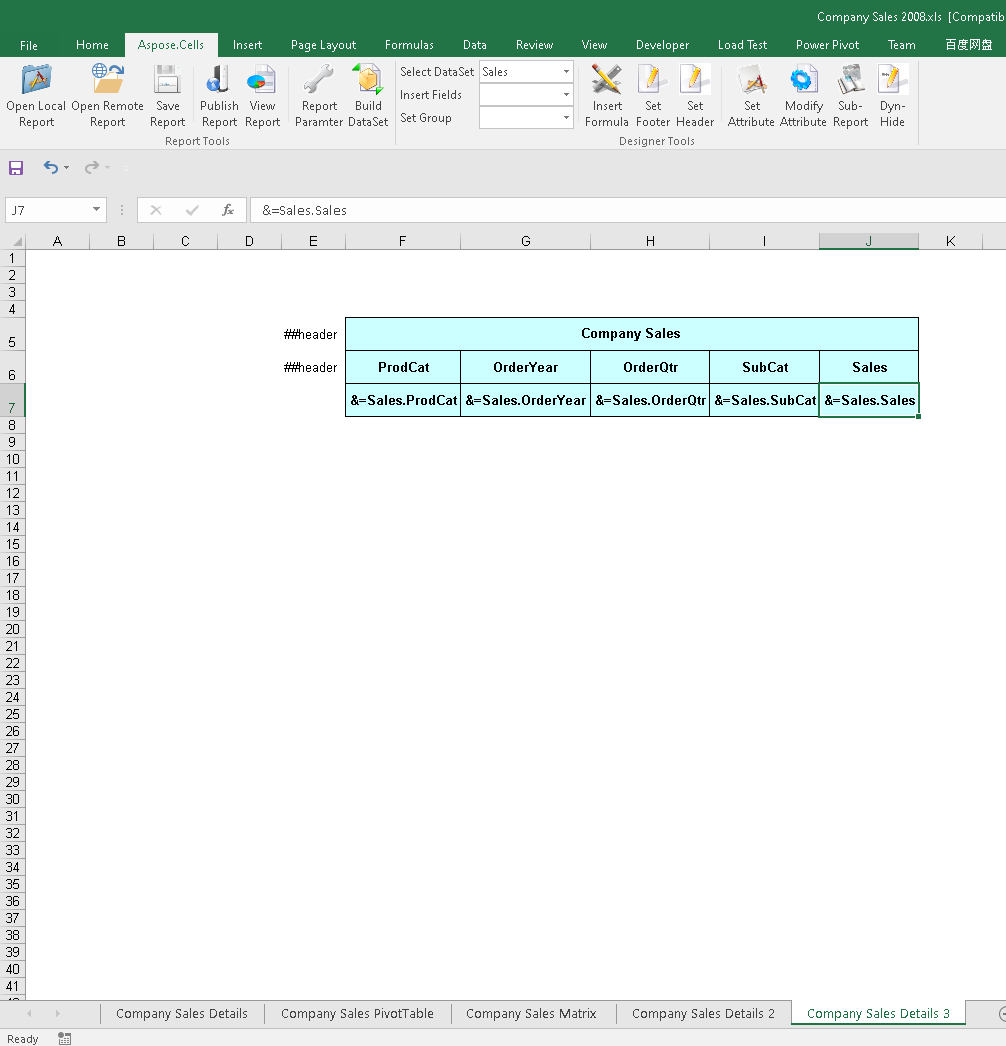 Company Sales 2008.xls [Compatib
File Home Aspose.Cells Insert Page Layout Formulas Data Review View Developer Load Test Power Pivot Team 百度网盘
Open Local Report
Open Remote Report
Save Report
Publish Report
View Report
Report Paramter
Build DataSet
Report Tools
Select DataSet Sales
Insert Fields
Set Group
Insert Formula
Set Footer
Set Header
Set Attribute
Modify Attribute
Sub-Report
Dyn-Hide
Designer Tools
J7 fx &=Sales.Sales
A B C D E F G H I J K
1
2
3
4
5 ##header Company Sales
6 ##header ProdCat OrderYear OrderQtr SubCat Sales
7 &=Sales.ProdCat &=Sales.OrderYear &=Sales.OrderQtr &=Sales.SubCat &=Sales.Sales
8
9
10
11
12
13
14
15
16
17
18
19
20
21
22
23
24
25
26
27
28
29
30
31
32
33
34
35
36
37
38
39
40
41
Company Sales Details Company Sales PivotTable Company Sales Matrix Company Sales Details 2 Company Sales Details 3
Ready